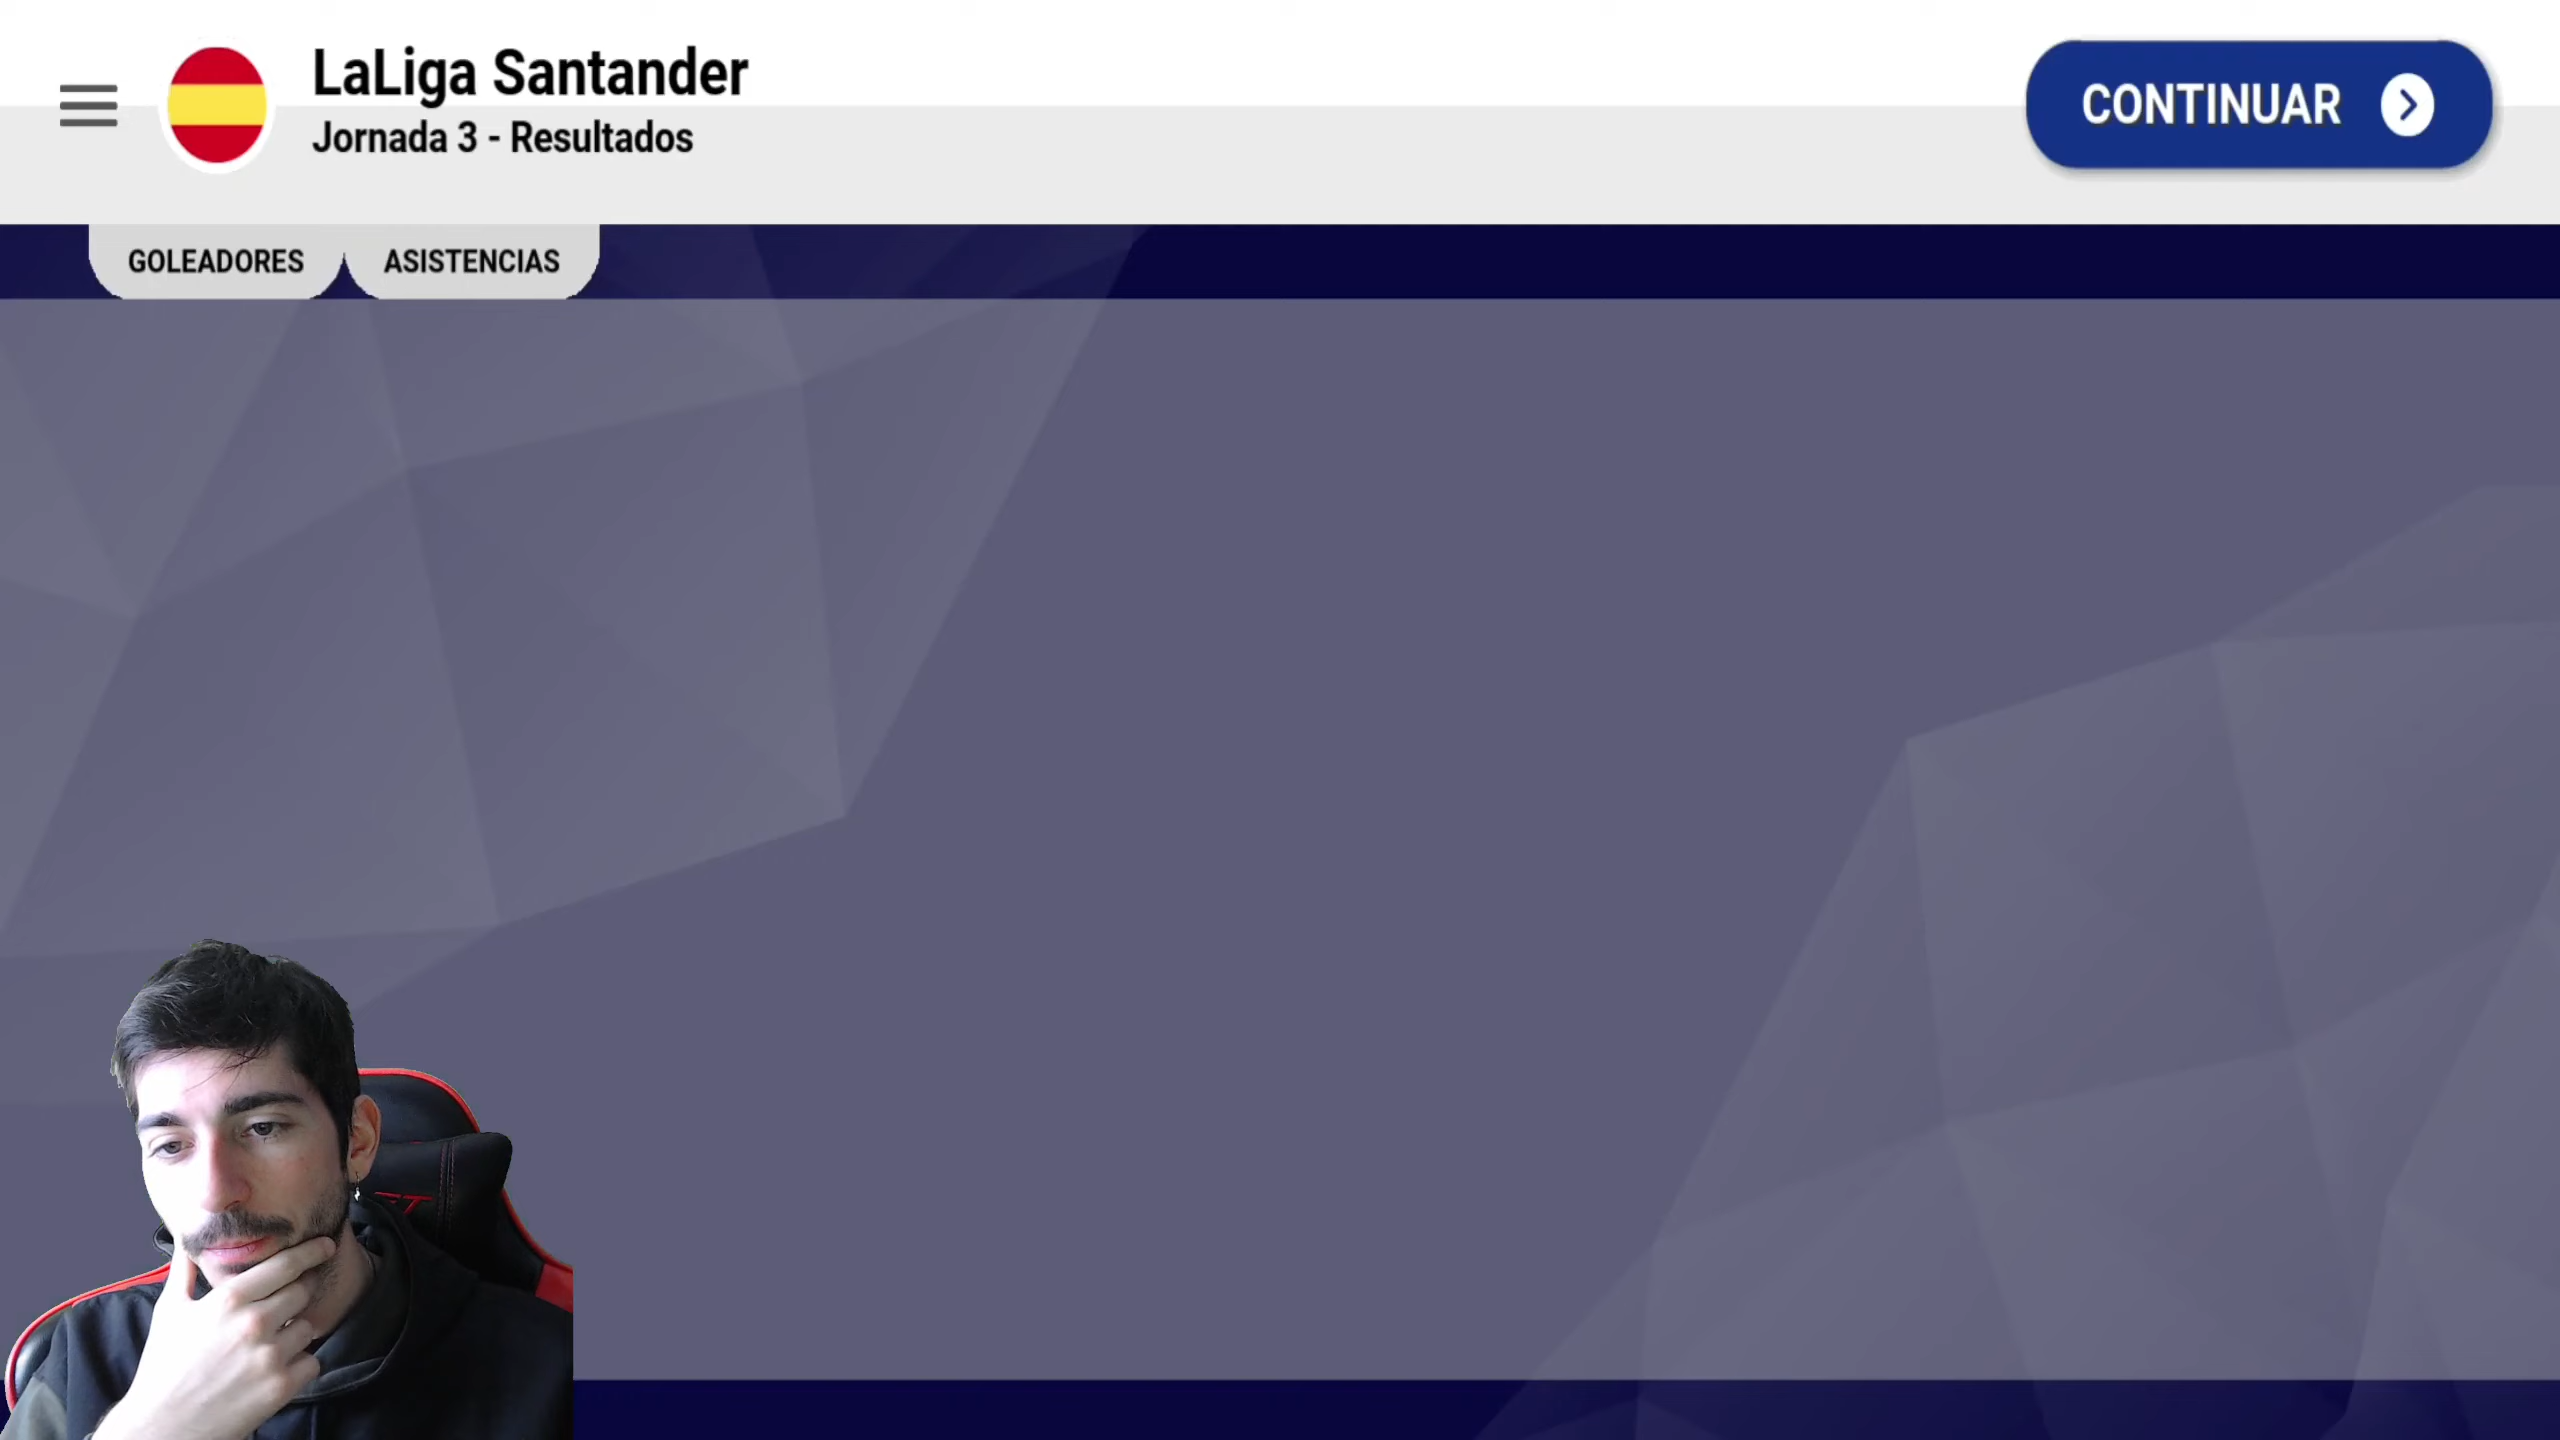 LaLiga Santander
Jornada 3 - Resultados
CONTINUAR
GOLEADORES
ASISTENCIAS